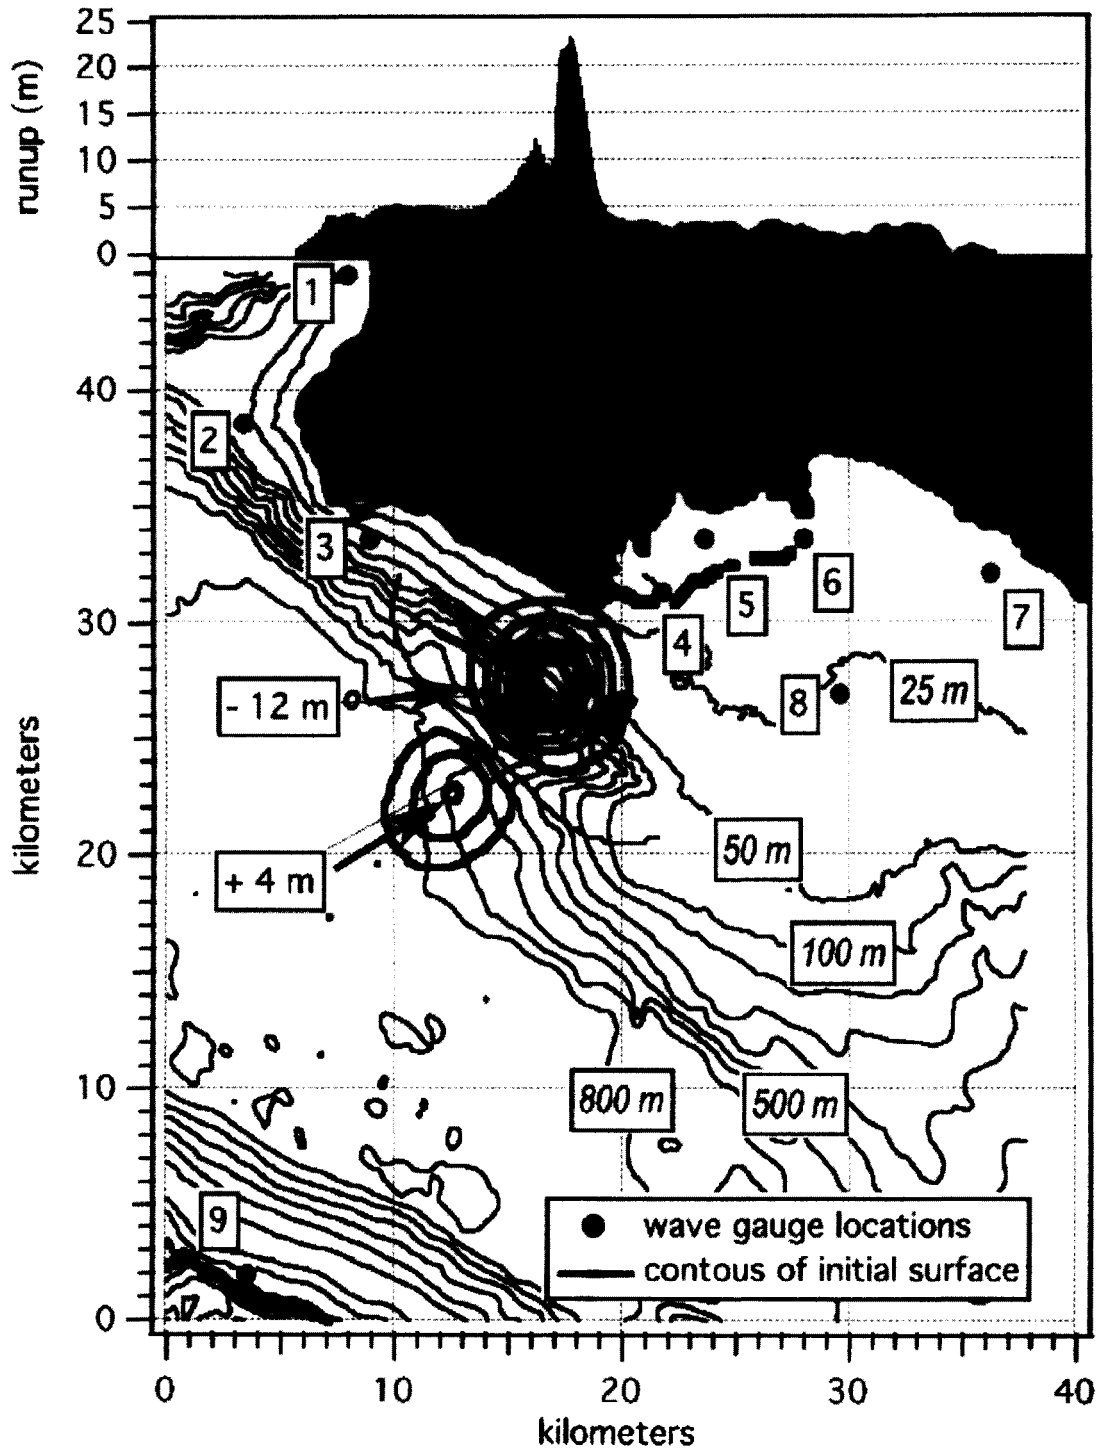 25
20
15
10
5
0
runup (m)
1
40
2
3
6
5
7
30
4
8
25 m
- 12 m
kilometers
20
50 m
+ 4 m
100 m
10
800 m
500 m
9
wave gauge locations
contous of initial surface
0
0
10
20
30
40
kilometers